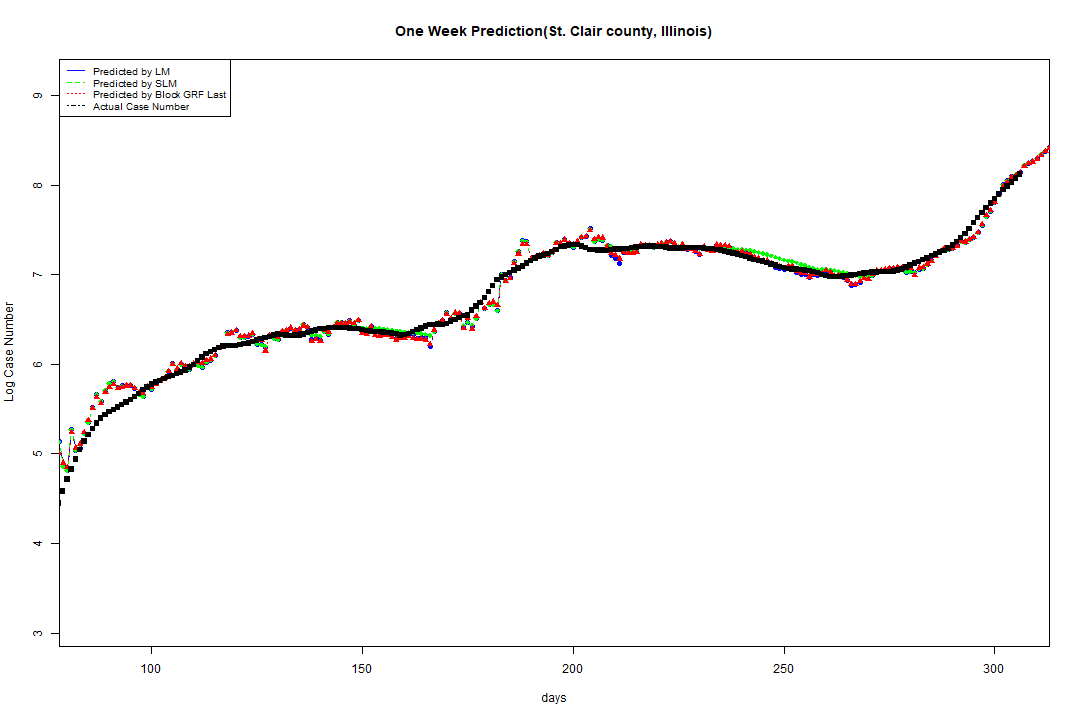 One Week Prediction(St. Clair county, Illinois)
Predicted by LM
Predicted by SLM
Predicted by Block GRF Last
Actual Case Number
9
8
7
6
5
4
3
Log Case Number
100 150 200 250 300
days